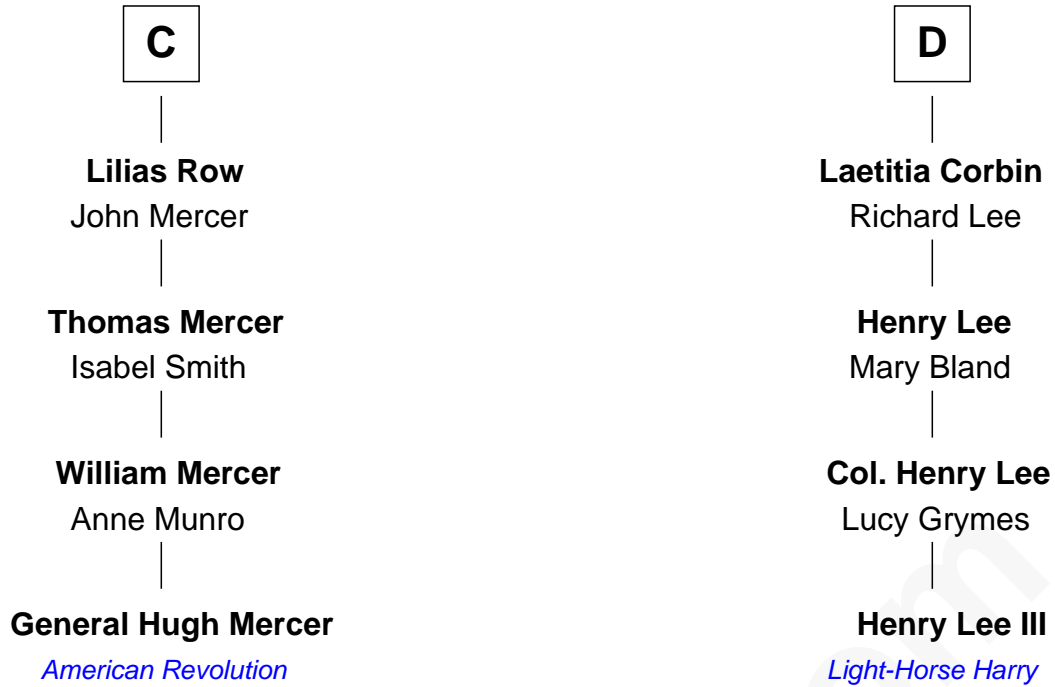 C
Lilias Row
John Mercer
Thomas Mercer
Isabel Smith
William Mercer
Anne Munro
General Hugh Mercer
American Revolution
D
Laetitia Corbin
Richard Lee
Henry Lee
Mary Bland
Col. Henry Lee
Lucy Grymes
Henry Lee III
Light-Horse Harry